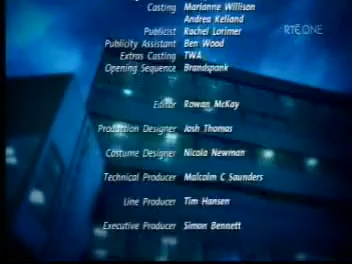 Casting Marianne Willison
Andrea Kelland
Publicist Rachel Lorimer
RTÉ ONE
Publicity Assistant Ben Wood
Extras Casting TWA
Opening Sequence Brandspank
Editor Rowan McKay
Production Designer Josh Thomas
Costume Designer Nicola Newman
Technical Producer Malcolm C Saunders
Line Producer Tim Hansen
Executive Producer Simon Bennett